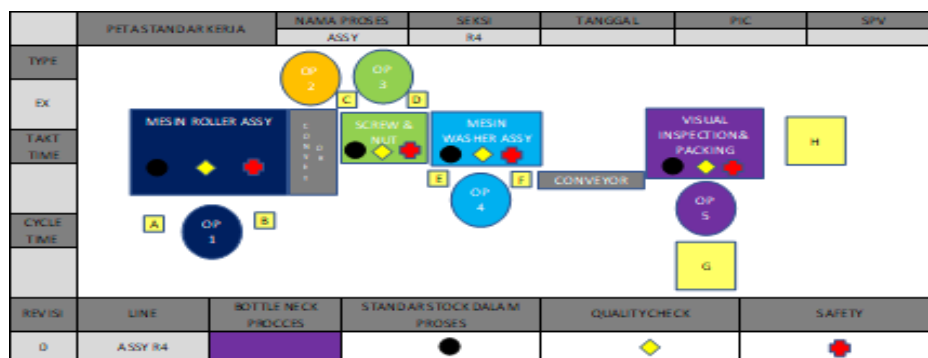 PETA STANDAR KERJA
NAMA PROSES
SEKSI
TANGGAL
PIC
SPV
ASSY
R4
TYPE
EX
TAKT
TIME
CYCLE
TIME
OP
2
OP
3
C
D
MESIN ROLLER ASSY
SCREW &
NUT
MESIN
WASHER ASSY
VISUAL
INSPECTION&
PACKING
H
E
F
CONVEYOR
A
OP
1
B
OP
4
OP
5
G
REVISI
LINE
BOTTLE NECK
PROCCES
STANDAR STOCK DALAM
PROSES
QUALITY CHECK
SAFETY
0
ASSY R4